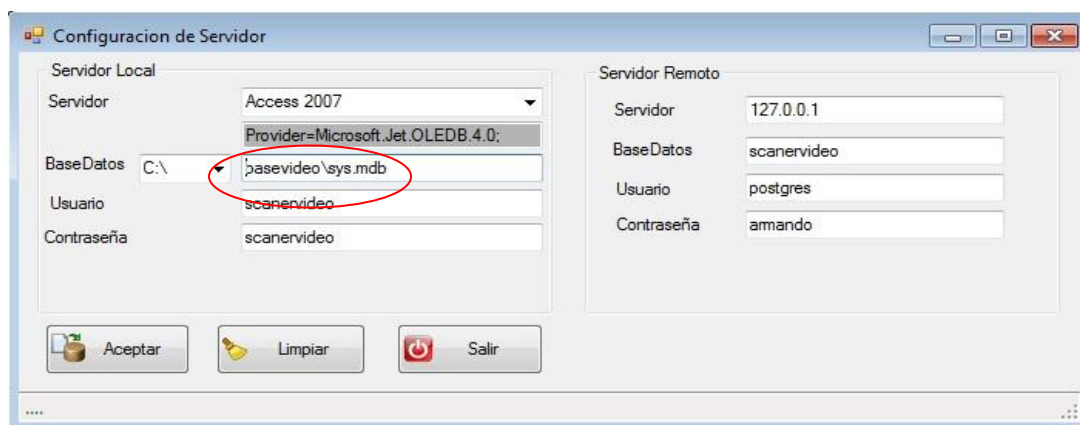 Configuracion de Servidor
Servidor Local
Servidor
Access 2007
Provider=Microsoft.Jet.OLEDB.4.0;
BaseDatos
C:\
basevideo\sys.mdb
Usuario
scanervideo
Contraseña
scanervideo
Servidor Remoto
Servidor
127.0.0.1
BaseDatos
scanervideo
Usuario
postgres
Contraseña
armando
Aceptar
Limpiar
Salir
....